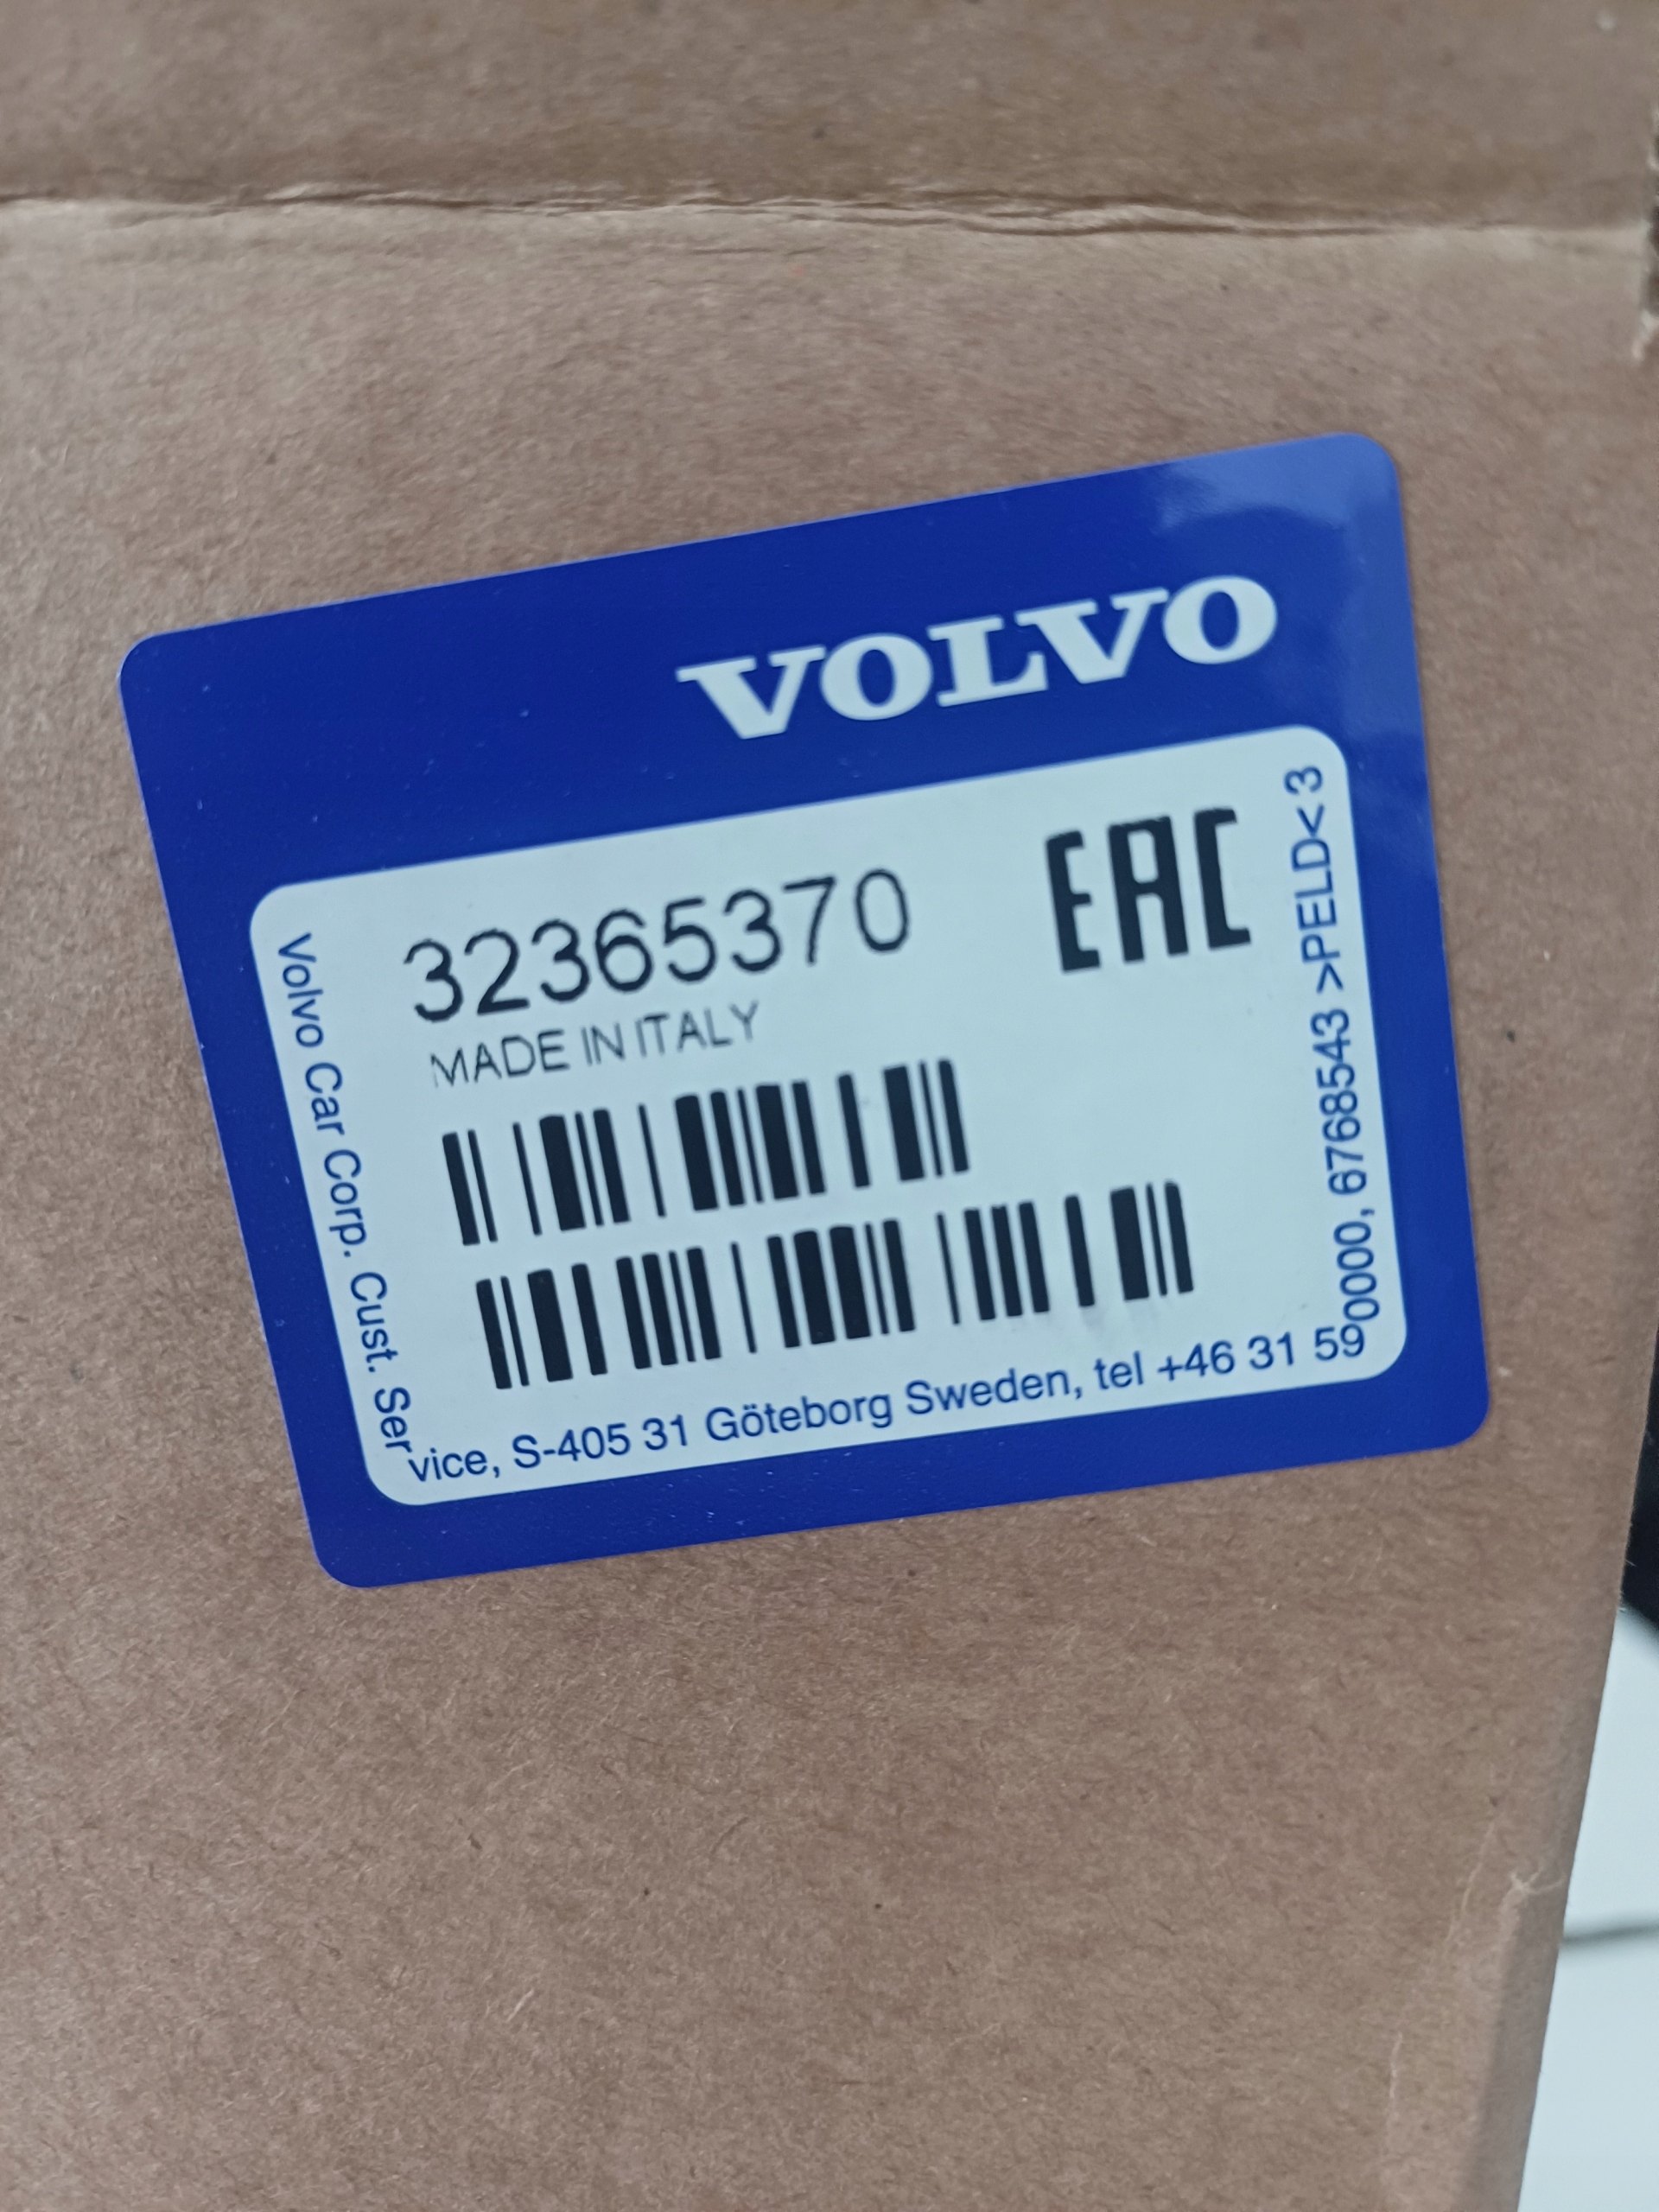 VOLVO
32365370
EAC
MADE IN ITALY
Volvo Car Corp. Cust. Service, S-405 31 Göteborg Sweden, tel +46 31 590000, 6768543 >PELD< 3